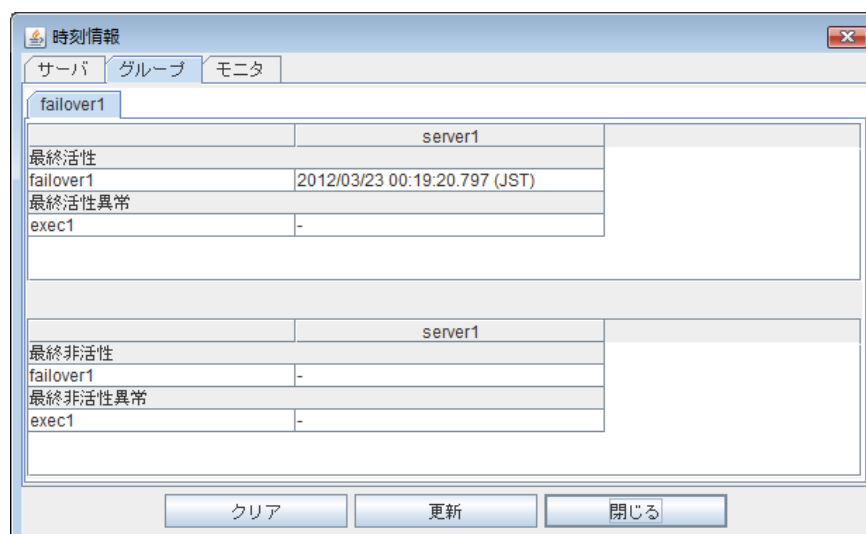 時刻情報
サーバ グループ モニタ
failover1
server1
最終活性
failover1 2012/03/23 00:19:20.797 (JST)
最終活性異常
exec1 -
server1
最終非活性
failover1 -
最終非活性異常
exec1 -
クリア 更新 閉じる